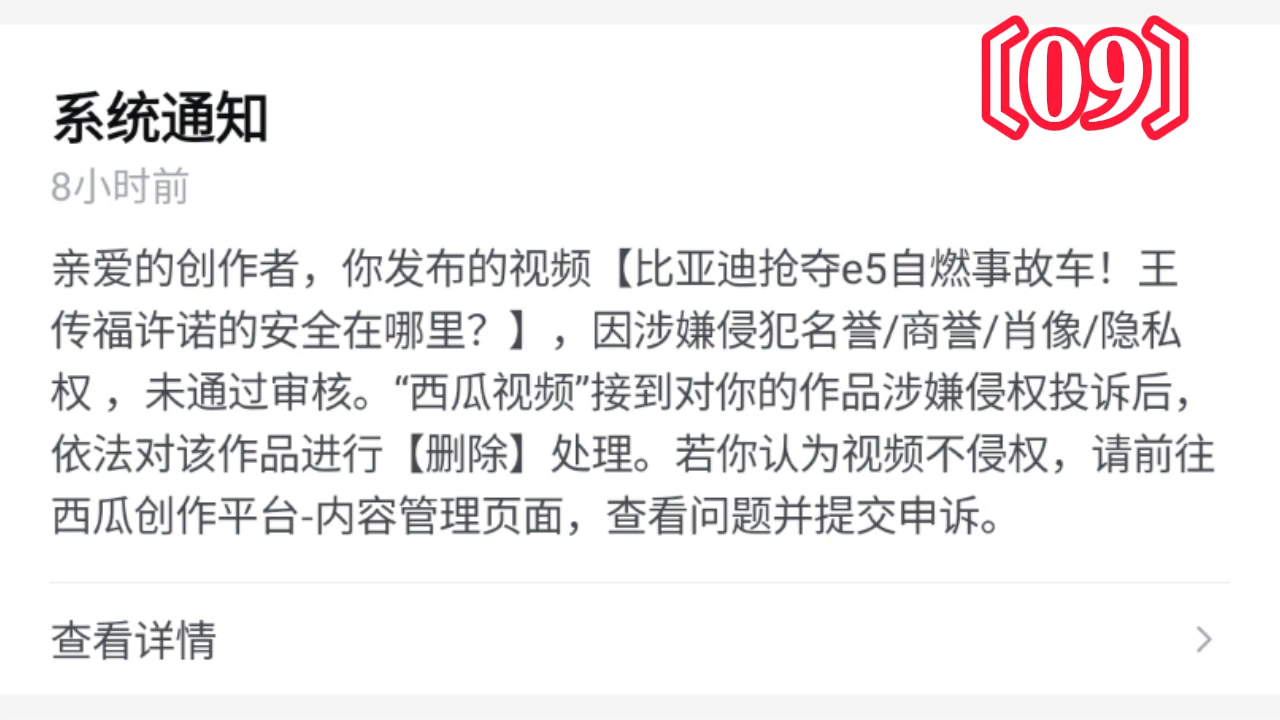 〔09〕
系统通知
8小时前
亲爱的创作者，你发布的视频【比亚迪抢夺e5自燃事故车！王
传福许诺的安全在哪里？】，因涉嫌侵犯名誉/商誉/肖像/隐私
权 ，未通过审核。“西瓜视频”接到对你的作品涉嫌侵权投诉后，
依法对该作品进行【删除】处理。若你认为视频不侵权，请前往
西瓜创作平台-内容管理页面，查看问题并提交申诉。
查看详情